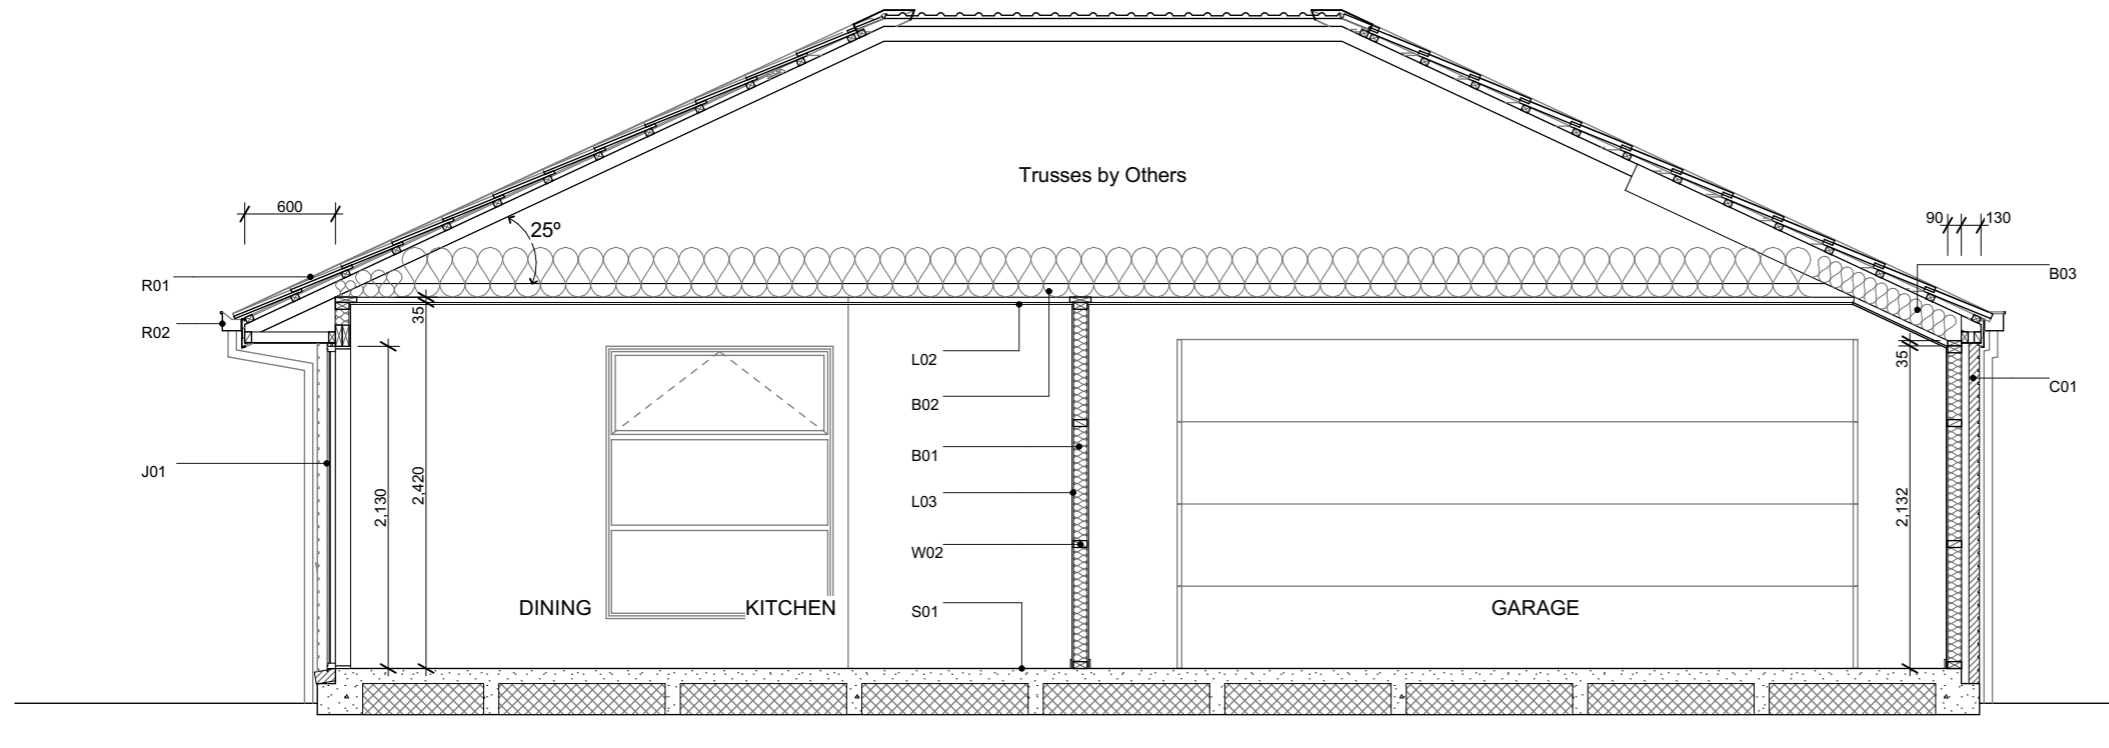 Trusses by Others
600
25º
90
130
R01
B03
R02
35
L02
35
B02
C01
B01
J01
2,420
2,130
L03
2,132
W02
DINING
KITCHEN
S01
GARAGE